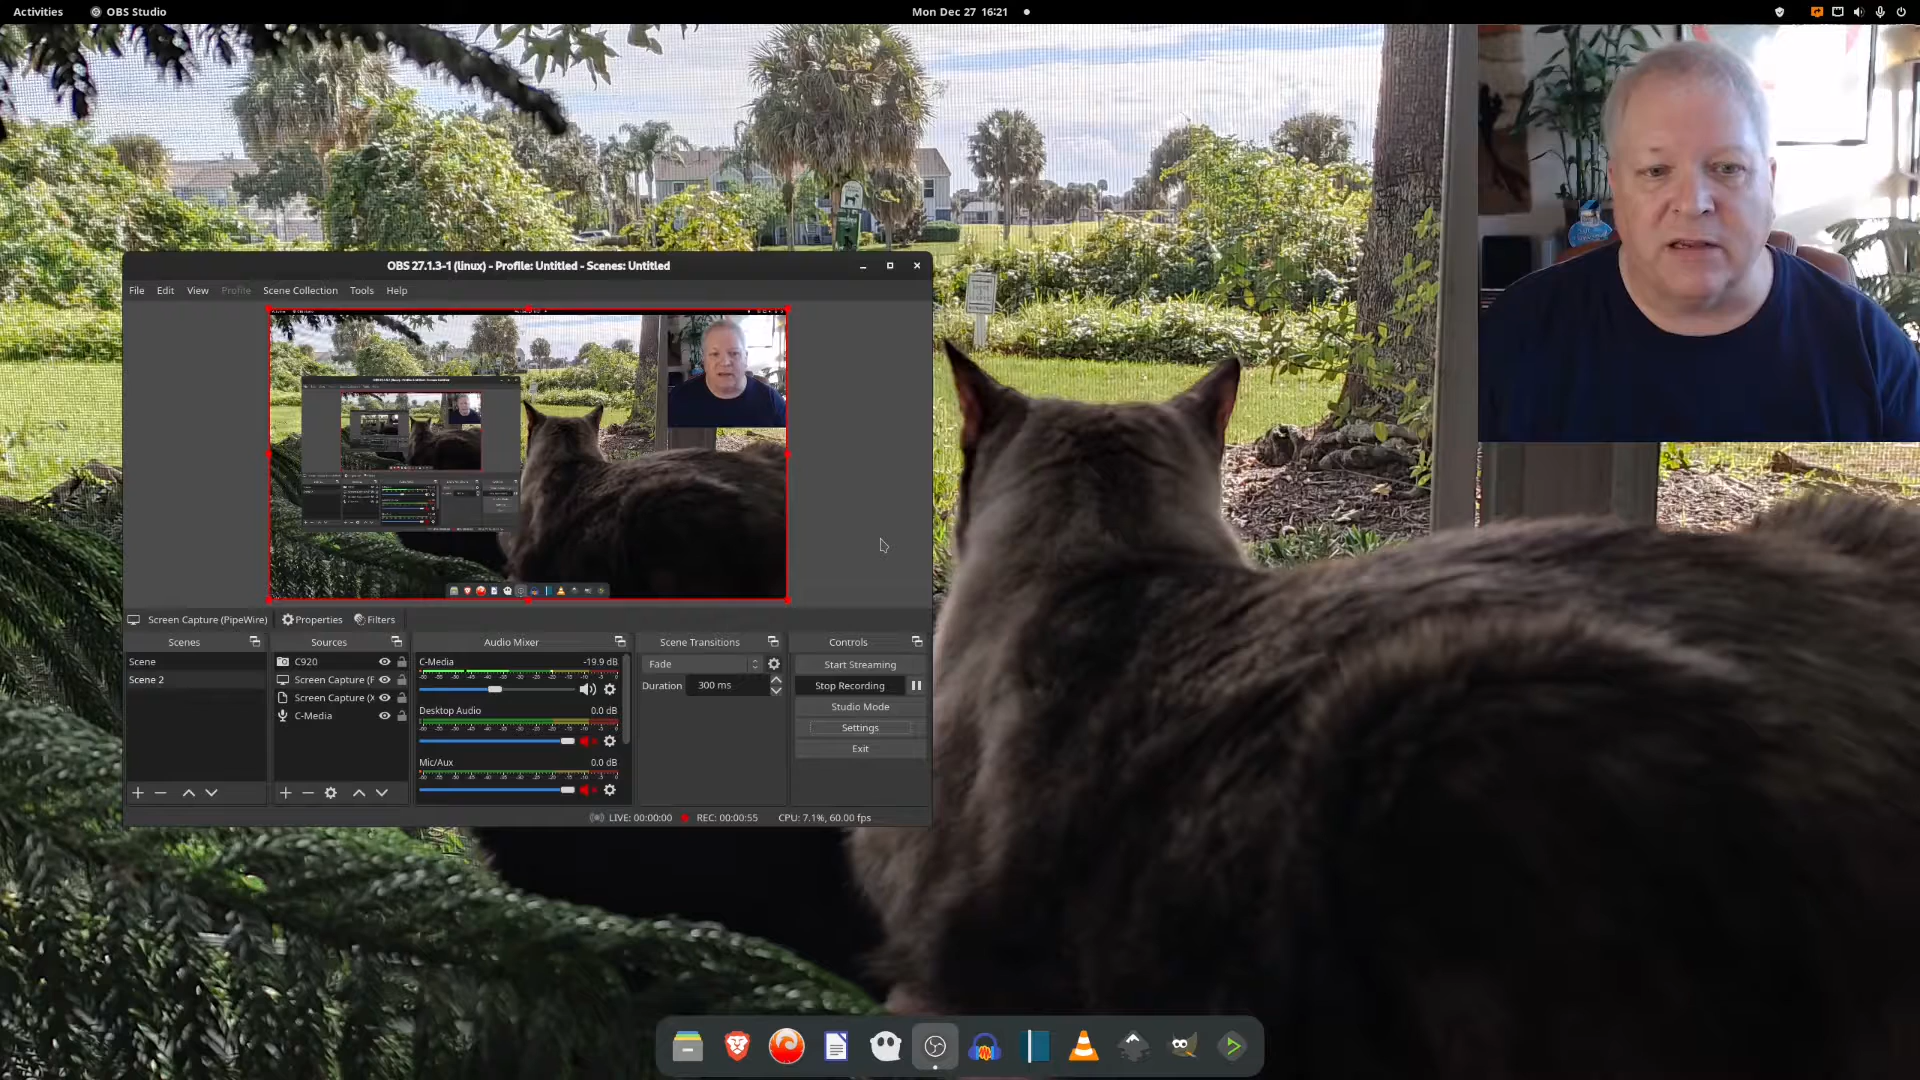 Activities OBS Studio Mon Dec 27 16:21
OBS 27.1.3-1 (linux) - Profile: Untitled - Scenes: Untitled
File Edit View Profile Scene Collection Tools Help
Screen Capture (PipeWire) Properties Filters
Scenes Sources Audio Mixer Scene Transitions Controls
Scene C920 C-Media -19.9 dB Fade Start Streaming
Scene 2 Screen Capture (F Duration 300 ms Stop Recording
Screen Capture (X Desktop Audio 0.0 dB Studio Mode
C-Media Settings
Mic/Aux 0.0 dB Exit
LIVE: 00:00:00 REC: 00:00:55 CPU: 7.1%, 60.00 fps